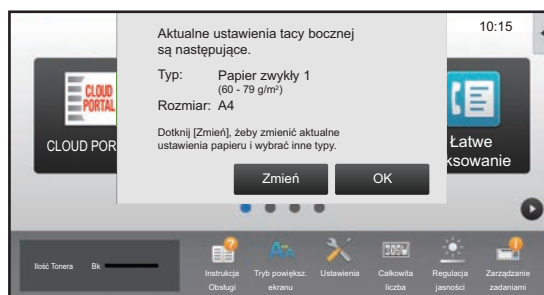 Aktualne ustawienia tacy bocznej
są następujące.
10:15
Typ: Papier zwykły 1
(60 - 79 g/m²)
Rozmiar: A4
Dotknij [Zmień], żeby zmienić aktualne
ustawienia papieru i wybrać inne typy.
Zmień OK
CLOUD
PORTAL
CLOUD POR
Łatwe
ksowanie
Ilość Tonera Bk
Instrukcja
Obsługi
Tryb powiększ.
ekranu
Ustawienia
Całkowita
liczba
Regulacja
jasności
Zarządzanie
zadaniami